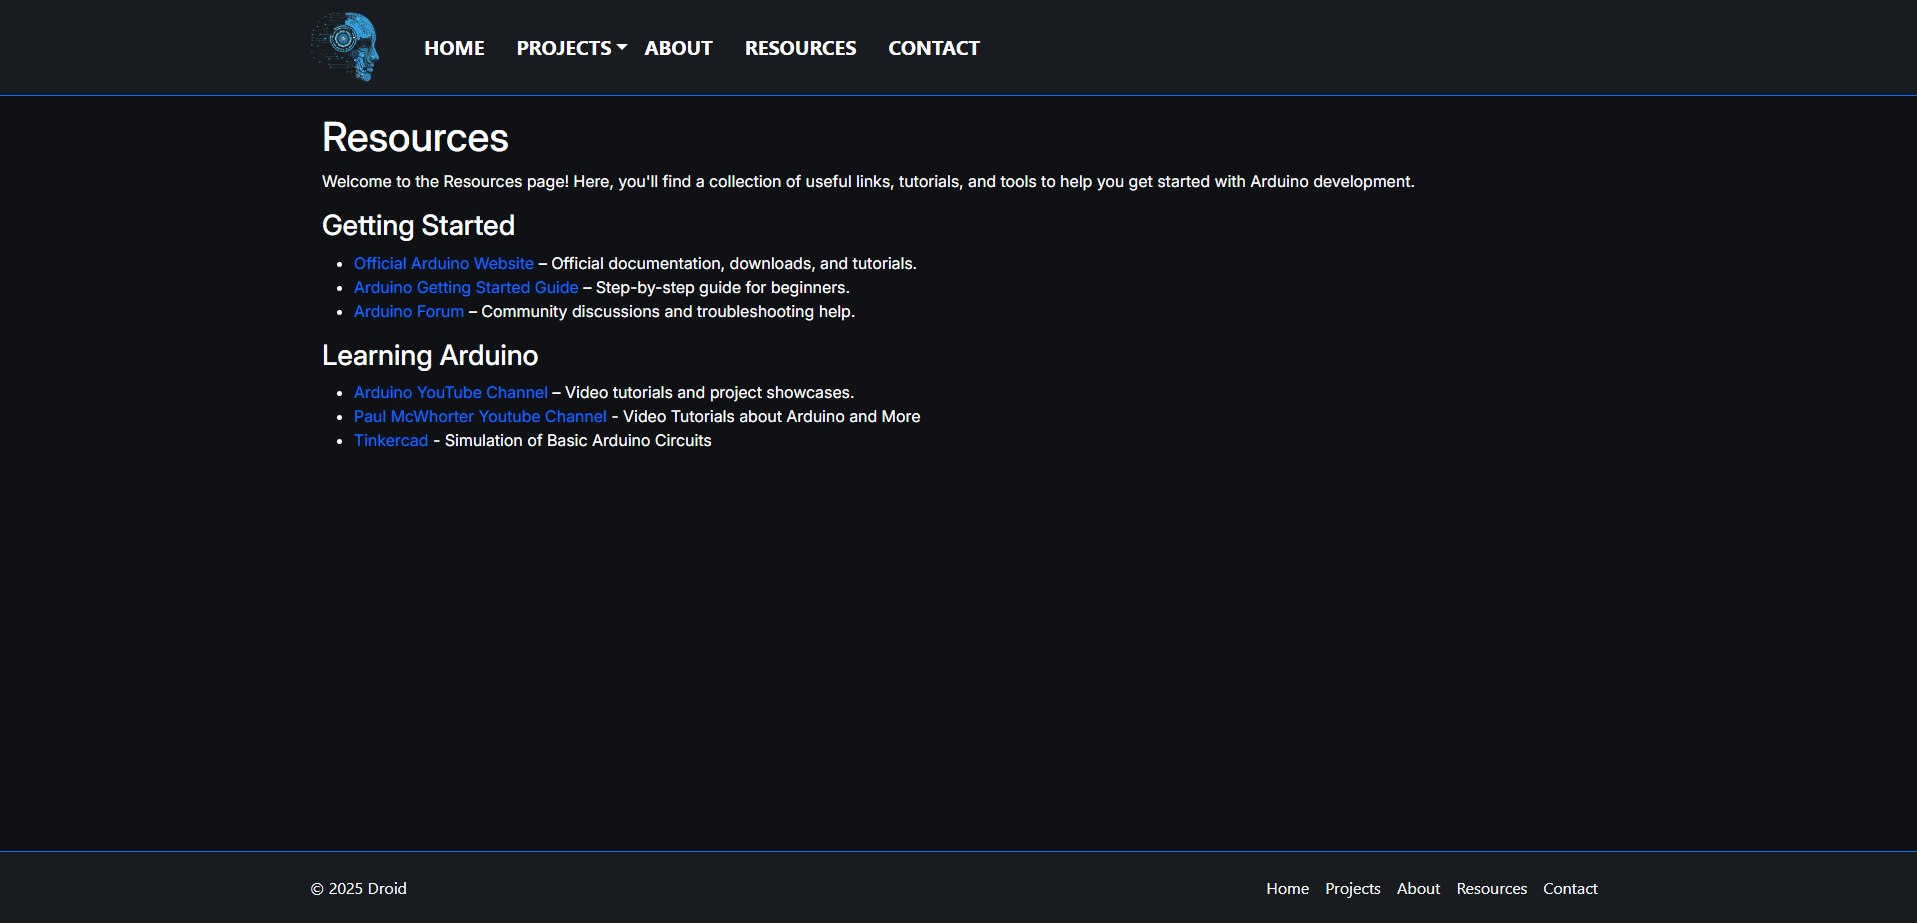 HOME PROJECTS ABOUT RESOURCES CONTACT
Resources
Welcome to the Resources page! Here, you'll find a collection of useful links, tutorials, and tools to help you get started with Arduino development.
Getting Started
• Official Arduino Website – Official documentation, downloads, and tutorials.
• Arduino Getting Started Guide – Step-by-step guide for beginners.
• Arduino Forum – Community discussions and troubleshooting help.
Learning Arduino
• Arduino YouTube Channel – Video tutorials and project showcases.
• Paul McWhorter Youtube Channel - Video Tutorials about Arduino and More
• Tinkercad - Simulation of Basic Arduino Circuits
© 2025 Droid Home Projects About Resources Contact